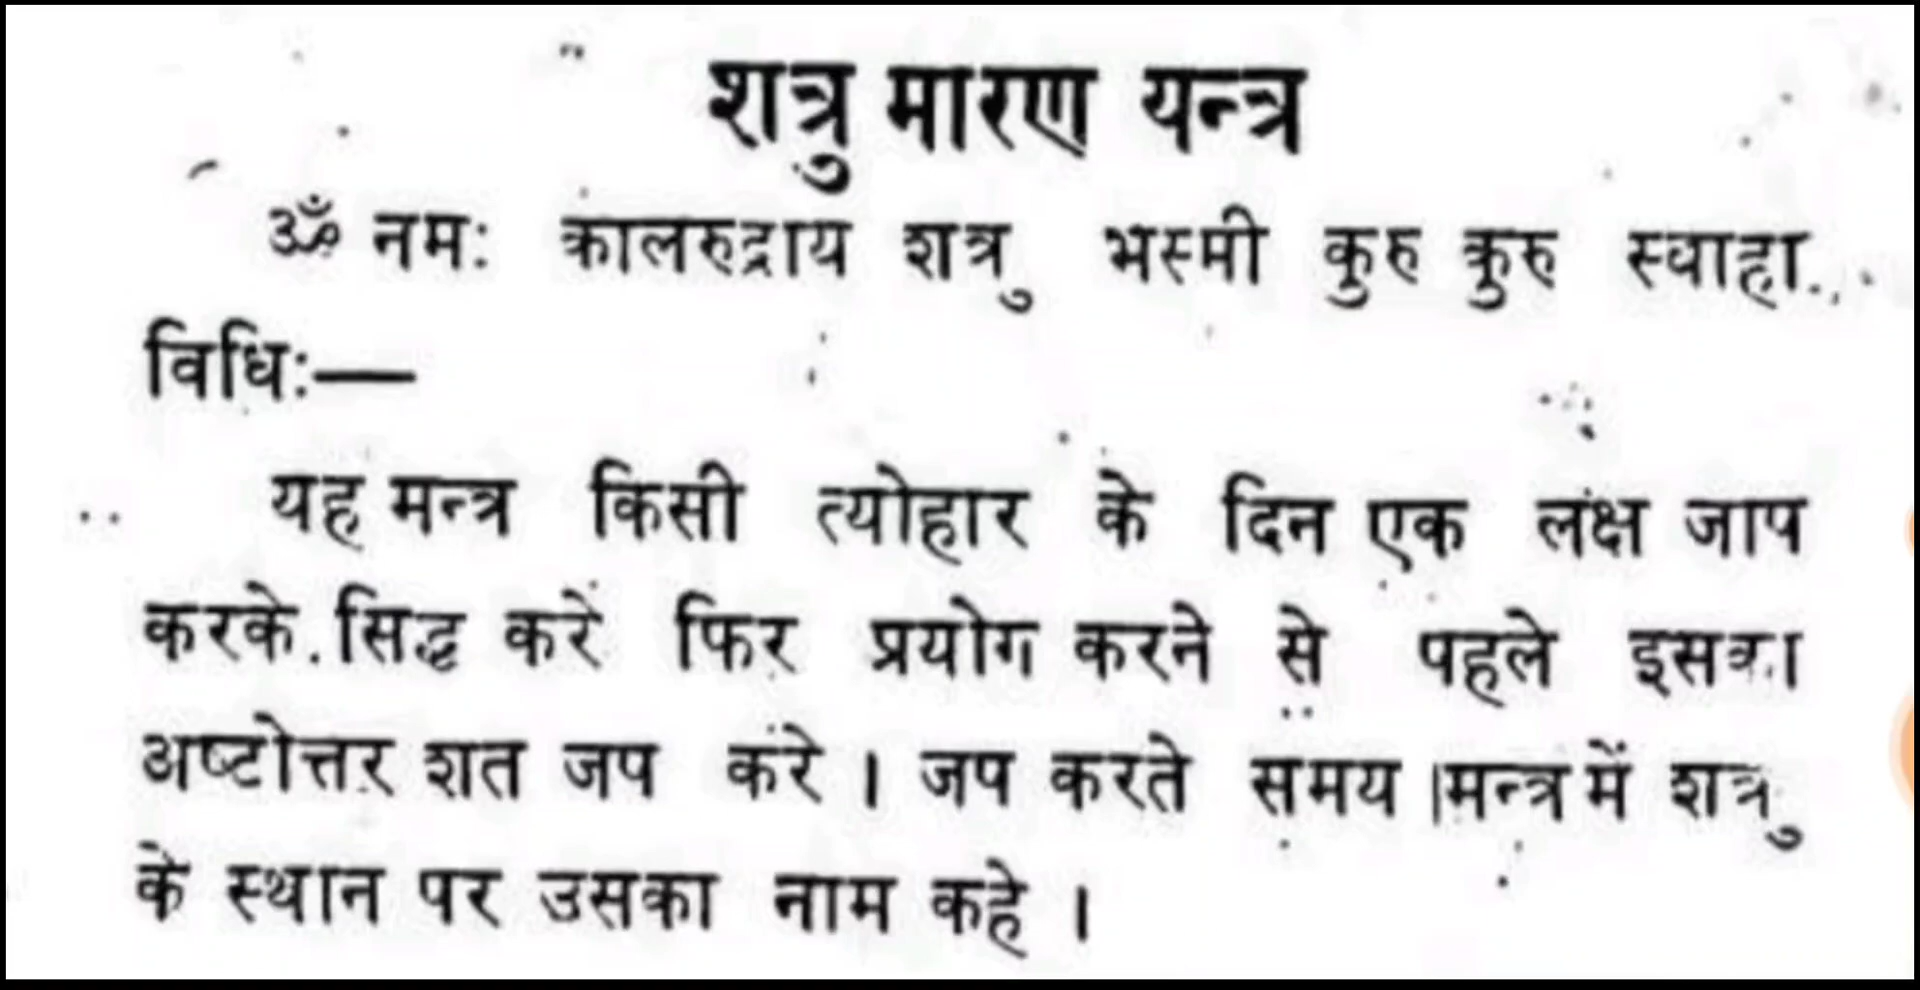 शत्रु मारण यन्त्र
ॐ नमः कालरुद्राय शत्रु भस्मी कुरु कुरु स्वाहा..
विधिः—
यह मन्त्र किसी त्योहार के दिन एक लक्ष जाप
करके सिद्ध करें फिर प्रयोग करने से पहले इसका
अष्टोत्तर शत जप करे । जप करते समय मन्त्र में शत्रु
के स्थान पर उसका नाम कहे ।